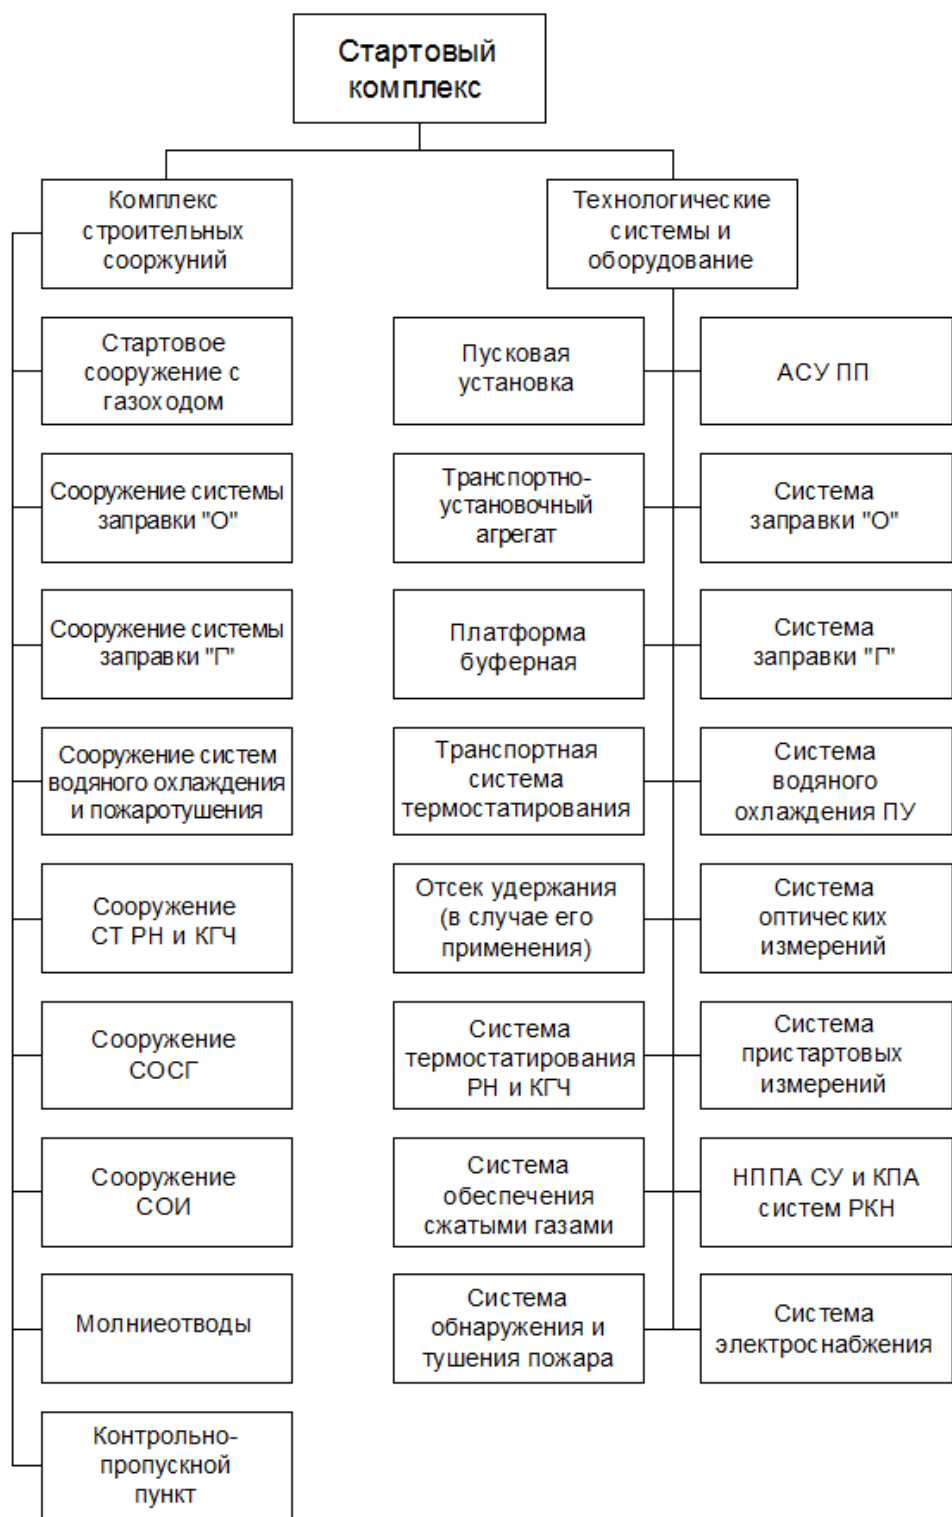 Стартовый
комплекс
Комплекс
строительных
сооржуний
Технологические
системы и
оборудование
Стартовое
сооружение с
газоходом
Пусковая
установка
АСУ ПП
Сооружение системы
заправки "О"
Транспортно-
установочный
агрегат
Система
заправки "О"
Сооружение системы
заправки "Г"
Платформа
буферная
Система
заправки "Г"
Сооружение систем
водяного охлаждения
и пожаротушения
Транспортная
система
термостатирования
Система
водяного
охлаждения ПУ
Сооружение
СТ РН и КГЧ
Отсек удержания
(в случае его
применения)
Система
оптических
измерений
Сооружение
СОСГ
Система
термостатирования
РН и КГЧ
Система
пристартовых
измерений
Сооружение
СОИ
Система
обеспечения
сжатыми газами
НППА СУ и КПА
систем РКН
Молниеотводы
Система
обнаружения и
тушения пожара
Система
электроснабжения
Контрольно-
пропускной
пункт